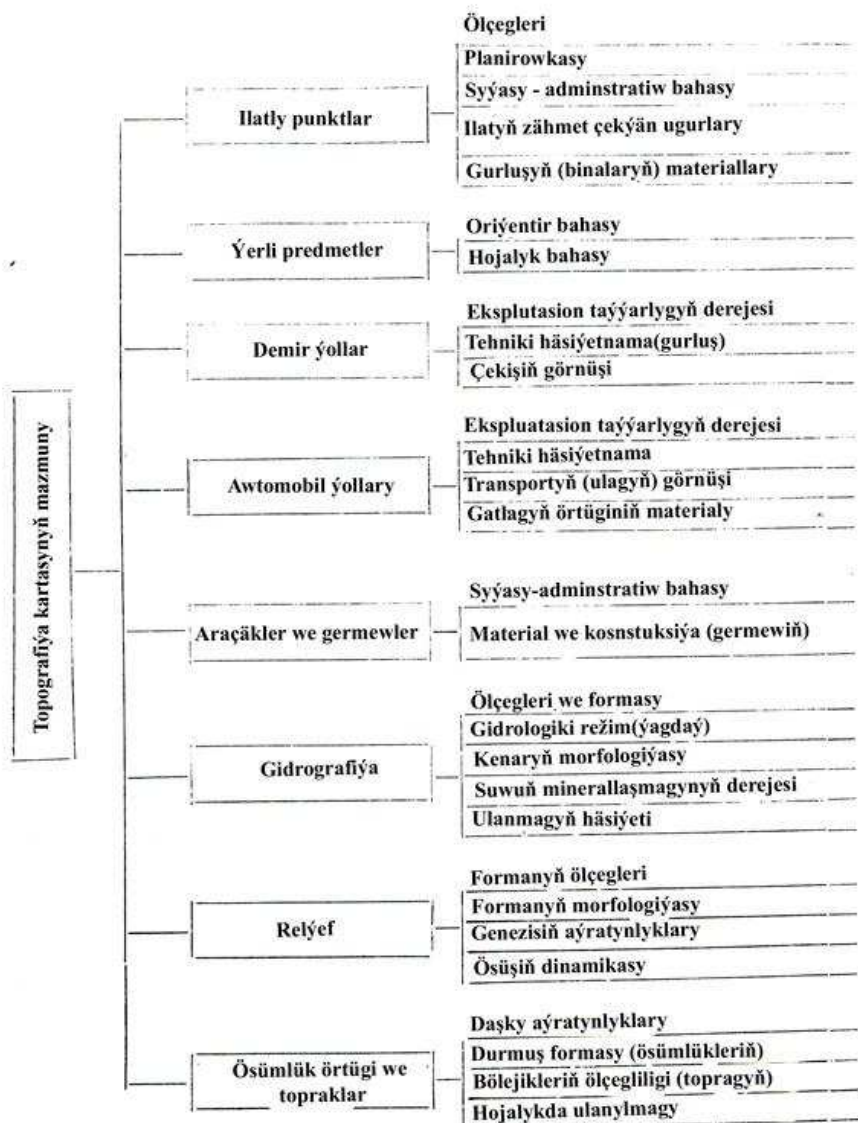 Topografiýa kartasynyň mazmuny
Ilatly punktlar
Ölçegleri
Planirowkasy
Syýasy - adminstratiw bahasy
Ilatyň zähmet çekýän ugurlary
Gurluşyň (binalaryň) materiallary
Ýerli predmetler
Oriýentir bahasy
Hojalyk bahasy
Demir ýollar
Eksplutasion taýýarlygyň derejesi
Tehniki häsiýetnama(gurluş)
Çekişiň görnüşi
Awtomobil ýollary
Ekspluatasion taýýarlygyň derejesi
Tehniki häsiýetnama
Transportyň (ulagyň) görnüşi
Gatlagyň örtüginiň materialy
Araçäkler we germewler
Syýasy-adminstratiw bahasy
Material we kosnstuksiýa (germewiň)
Gidrografiýa
Ölçegleri we formasy
Gidrologiki režim(ýagdaý)
Kenaryň morfologiýasy
Suwuň minerallaşmagynyň derejesi
Ulanmagyň häsiýeti
Relýef
Formanyň ölçegleri
Formanyň morfologiýasy
Genezisiň aýratynlyklary
Ösüşiň dinamikasy
Ösümlük örtügi we
topraklar
Daşky aýratynlyklary
Durmuş formasy (ösümlükleriň)
Bölejikleriň ölçegliligi (topragyň)
Hojalykda ulanylmagy